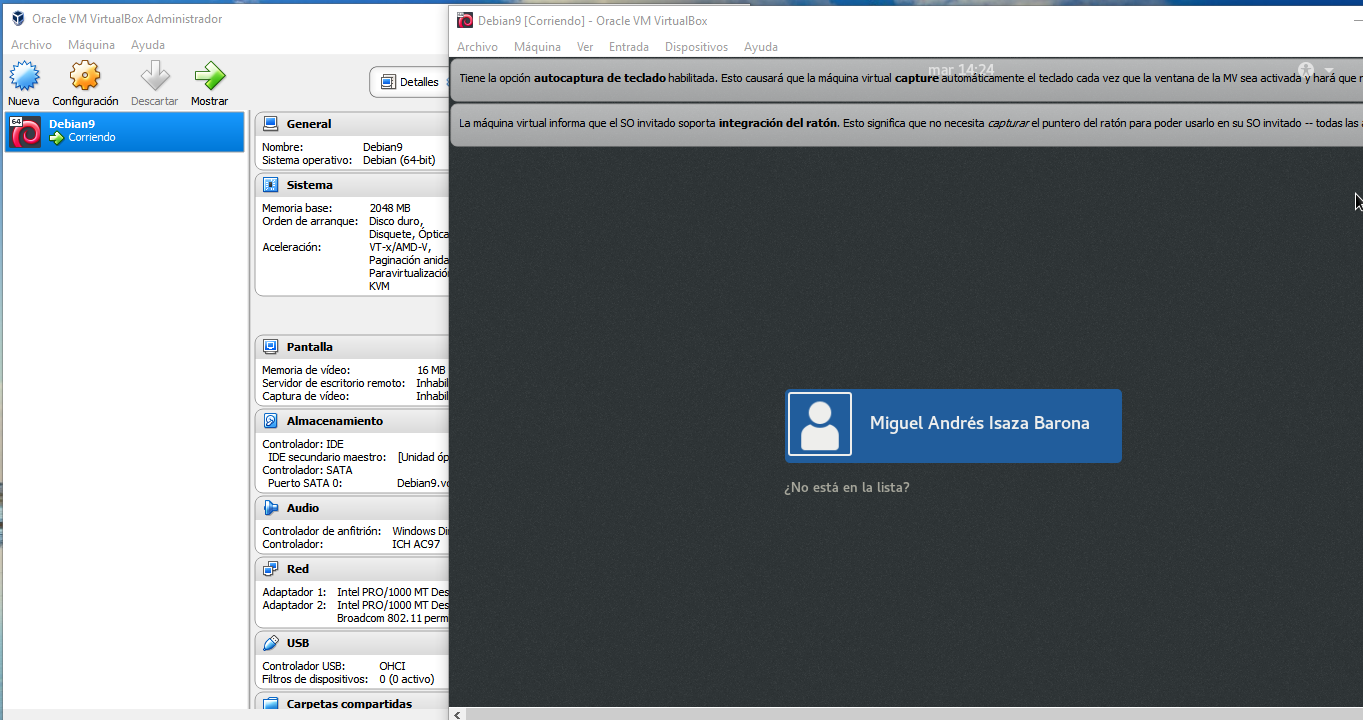 Oracle VM VirtualBox Administrador
Archivo Máquina Ayuda
Nueva Configuración Descartar Mostrar
Detalles
64
Debian9
Corriendo
General
Nombre: Debian9
Sistema operativo: Debian (64-bit)
Sistema
Memoria base: 2048 MB
Orden de arranque: Disco duro,
Disquete, Óptica
Aceleración: VT-x/AMD-V,
Paginación anida
Paravirtualizació
KVM
Pantalla
Memoria de vídeo: 16 MB
Servidor de escritorio remoto: Inhabil
Captura de vídeo: Inhabil
Almacenamiento
Controlador: IDE
IDE secundario maestro: [Unidad óp
Controlador: SATA
Puerto SATA 0: Debian9.v
Audio
Controlador de anfitrión: Windows Di
Controlador: ICH AC97
Red
Adaptador 1: Intel PRO/1000 MT Des
Adaptador 2: Intel PRO/1000 MT Des
Broadcom 802.11 perm
USB
Controlador USB: OHCI
Filtros de dispositivos: 0 (0 activo)
Carpetas compartidas
Debian9 [Corriendo] - Oracle VM VirtualBox
Archivo Máquina Ver Entrada Dispositivos Ayuda
mar 14:24
Tiene la opción autocaptura de teclado habilitada. Esto causará que la máquina virtual capture automáticamente el teclado cada vez que la ventana de la MV sea activada y hará que
La máquina virtual informa que el SO invitado soporta integración del ratón. Esto significa que no necesita capturar el puntero del ratón para poder usarlo en su SO invitado -- todas las
Miguel Andrés Isaza Barona
¿No está en la lista?